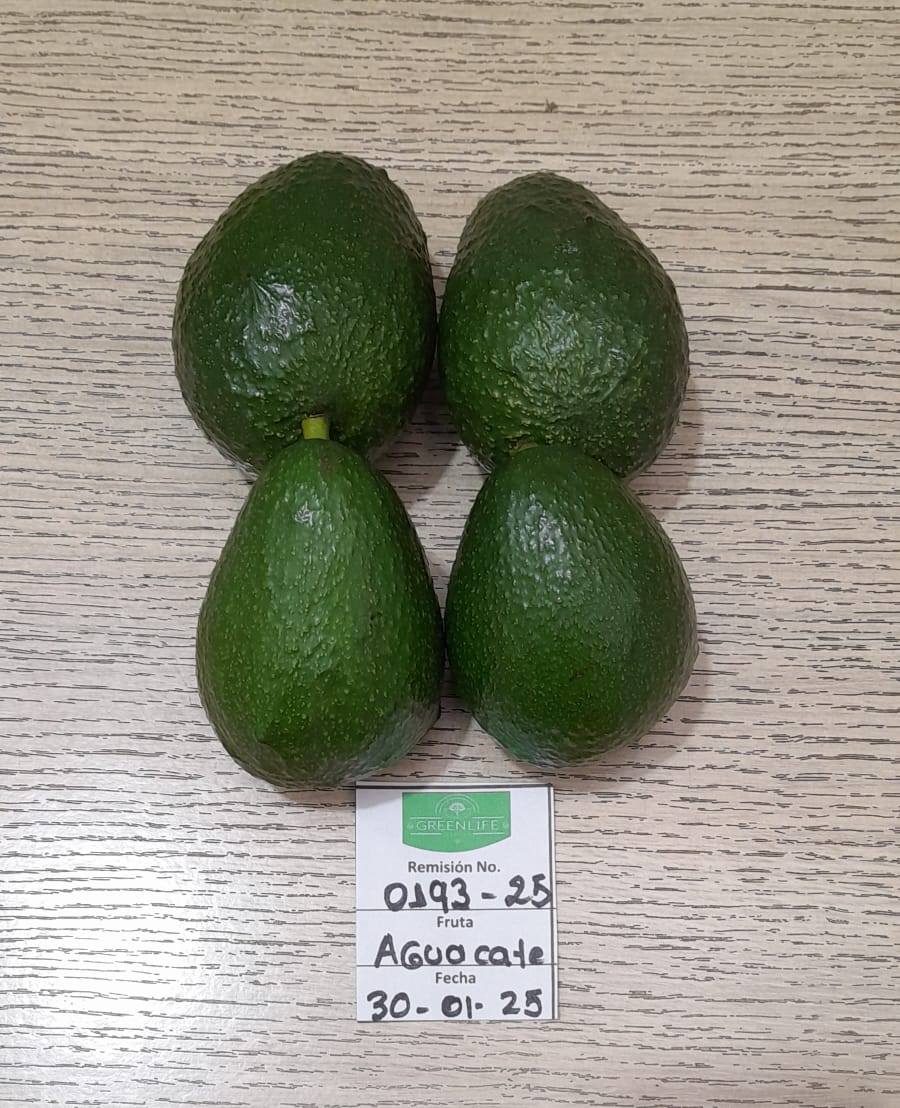 GREENLIFE
Remisión No.
0193-25
Fruta
AGUacate
Fecha
30-01-25